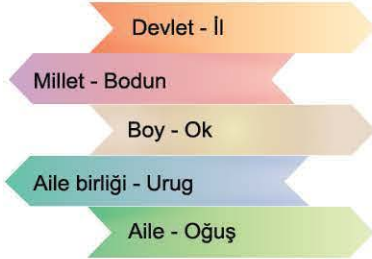 Devlet - İl
Millet - Bodun
Boy - Ok
Aile birliği - Urug
Aile - Oğuş